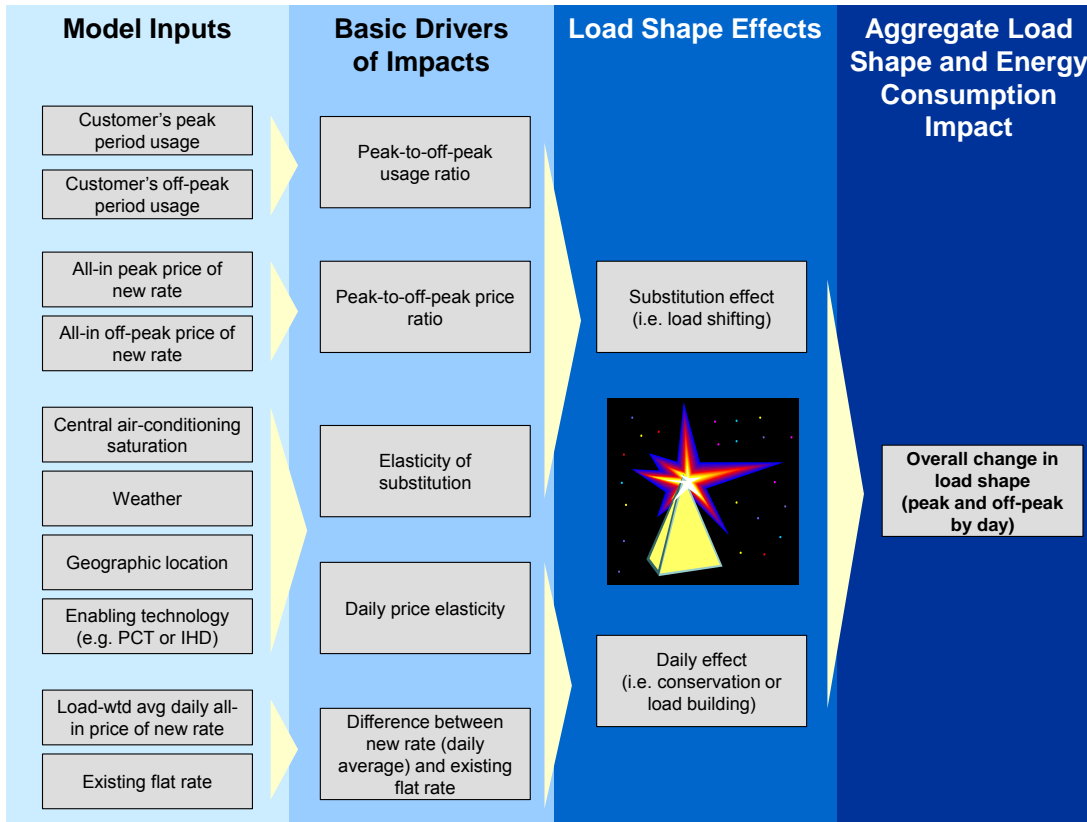 Model Inputs
Customer’s peak
period usage
Customer’s off-peak
period usage
All-in peak price of
new rate
All-in off-peak price of
new rate
Central air-conditioning
saturation
Weather
Geographic location
Enabling technology
(e.g. PCT or IHD)
Load-wtd avg daily all-
in price of new rate
Existing flat rate
Basic Drivers
of Impacts
Peak-to-off-peak
usage ratio
Peak-to-off-peak price
ratio
Elasticity of
substitution
Daily price elasticity
Difference between
new rate (daily
average) and existing
flat rate
Load Shape Effects
Substitution effect
(i.e. load shifting)
Daily effect
(i.e. conservation or
load building)
Aggregate Load
Shape and Energy
Consumption
Impact
Overall change in
load shape
(peak and off-peak
by day)